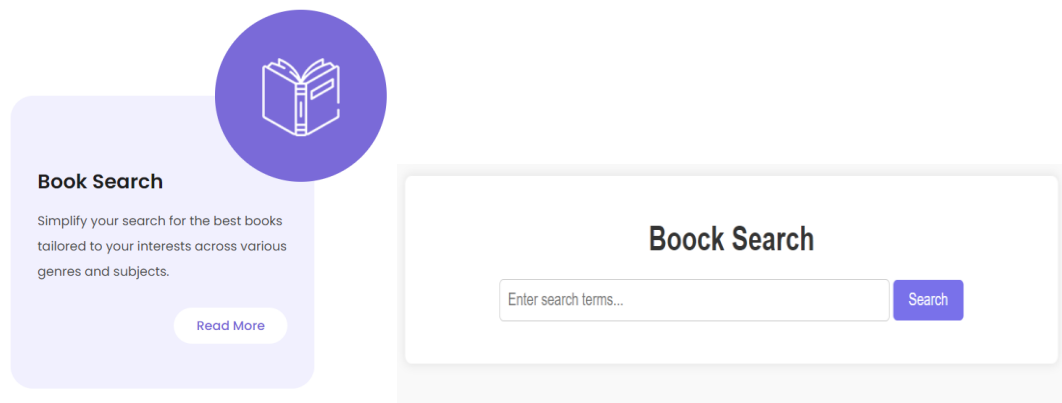 Book Search
Simplify your search for the best books
tailored to your interests across various
genres and subjects.
Read More
Boock Search
Enter search terms...
Search